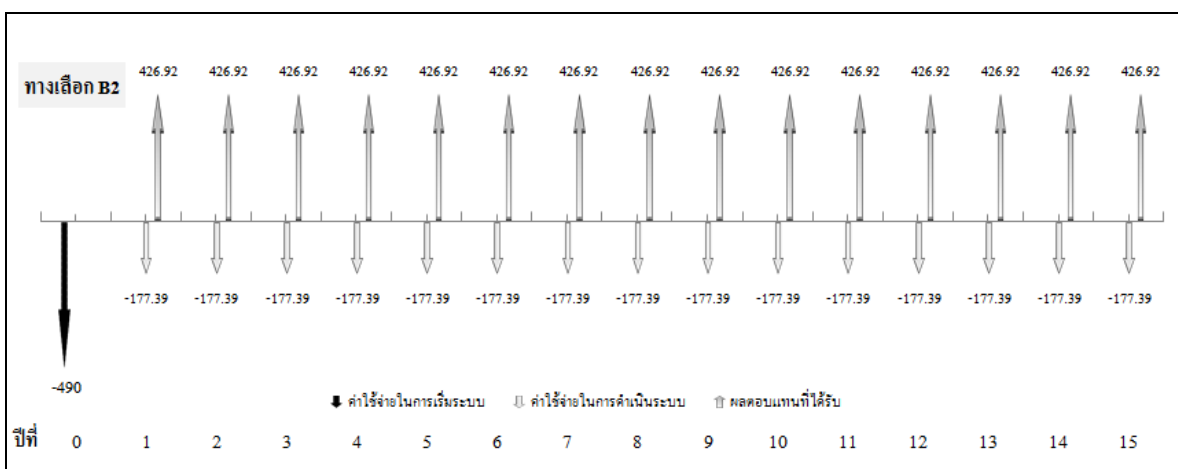 426.92 426.92 426.92 426.92 426.92 426.92 426.92 426.92 426.92 426.92 426.92 426.92 426.92 426.92 426.92
ทางเลือก B2
-177.39 -177.39 -177.39 -177.39 -177.39 -177.39 -177.39 -177.39 -177.39 -177.39 -177.39 -177.39 -177.39 -177.39 -177.39
-490
ค่าใช้จ่ายในการเริ่มระบบ ค่าใช้จ่ายในการดำเนินระบบ ผลตอบแทนที่ได้รับ
ปีที่ 0 1 2 3 4 5 6 7 8 9 10 11 12 13 14 15